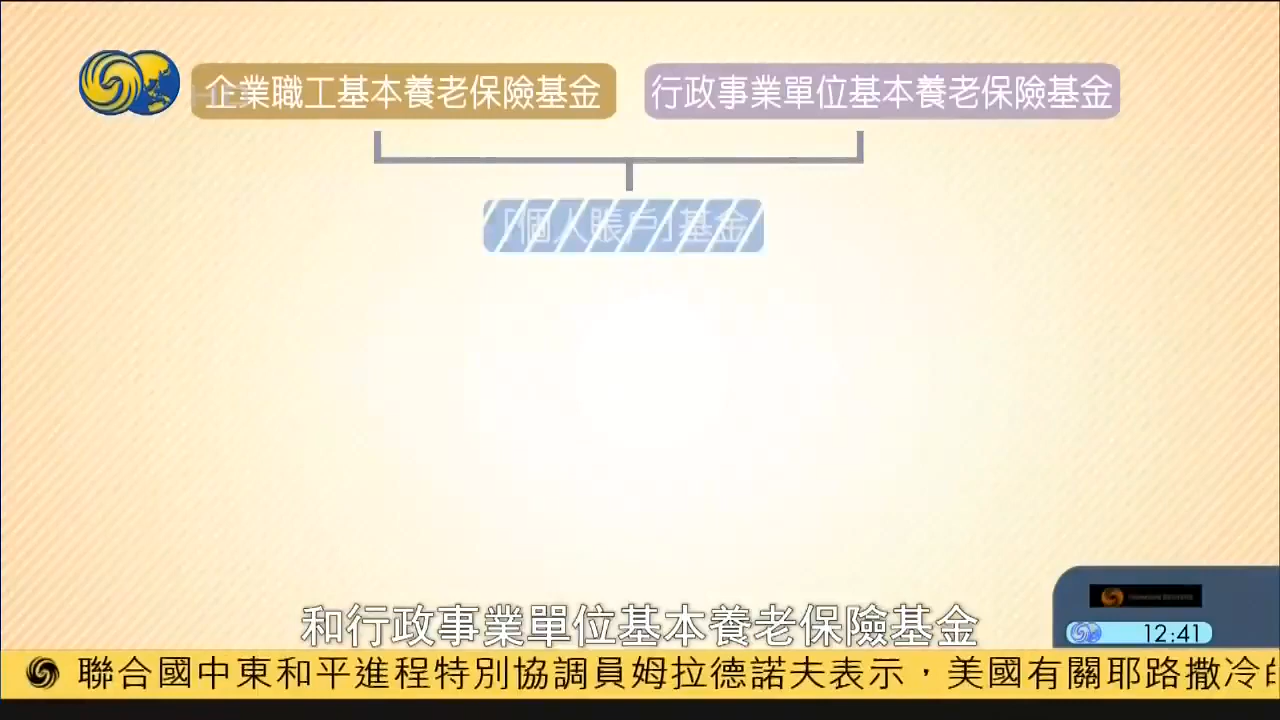 企業職工基本養老保險基金
行政事業單位基本養老保險基金
「個人賬戶」基金
和行政事業單位基本養老保險基金
12:41
聯合國中東和平進程特別協調員姆拉德諾夫表示，美國有關耶路撒冷的